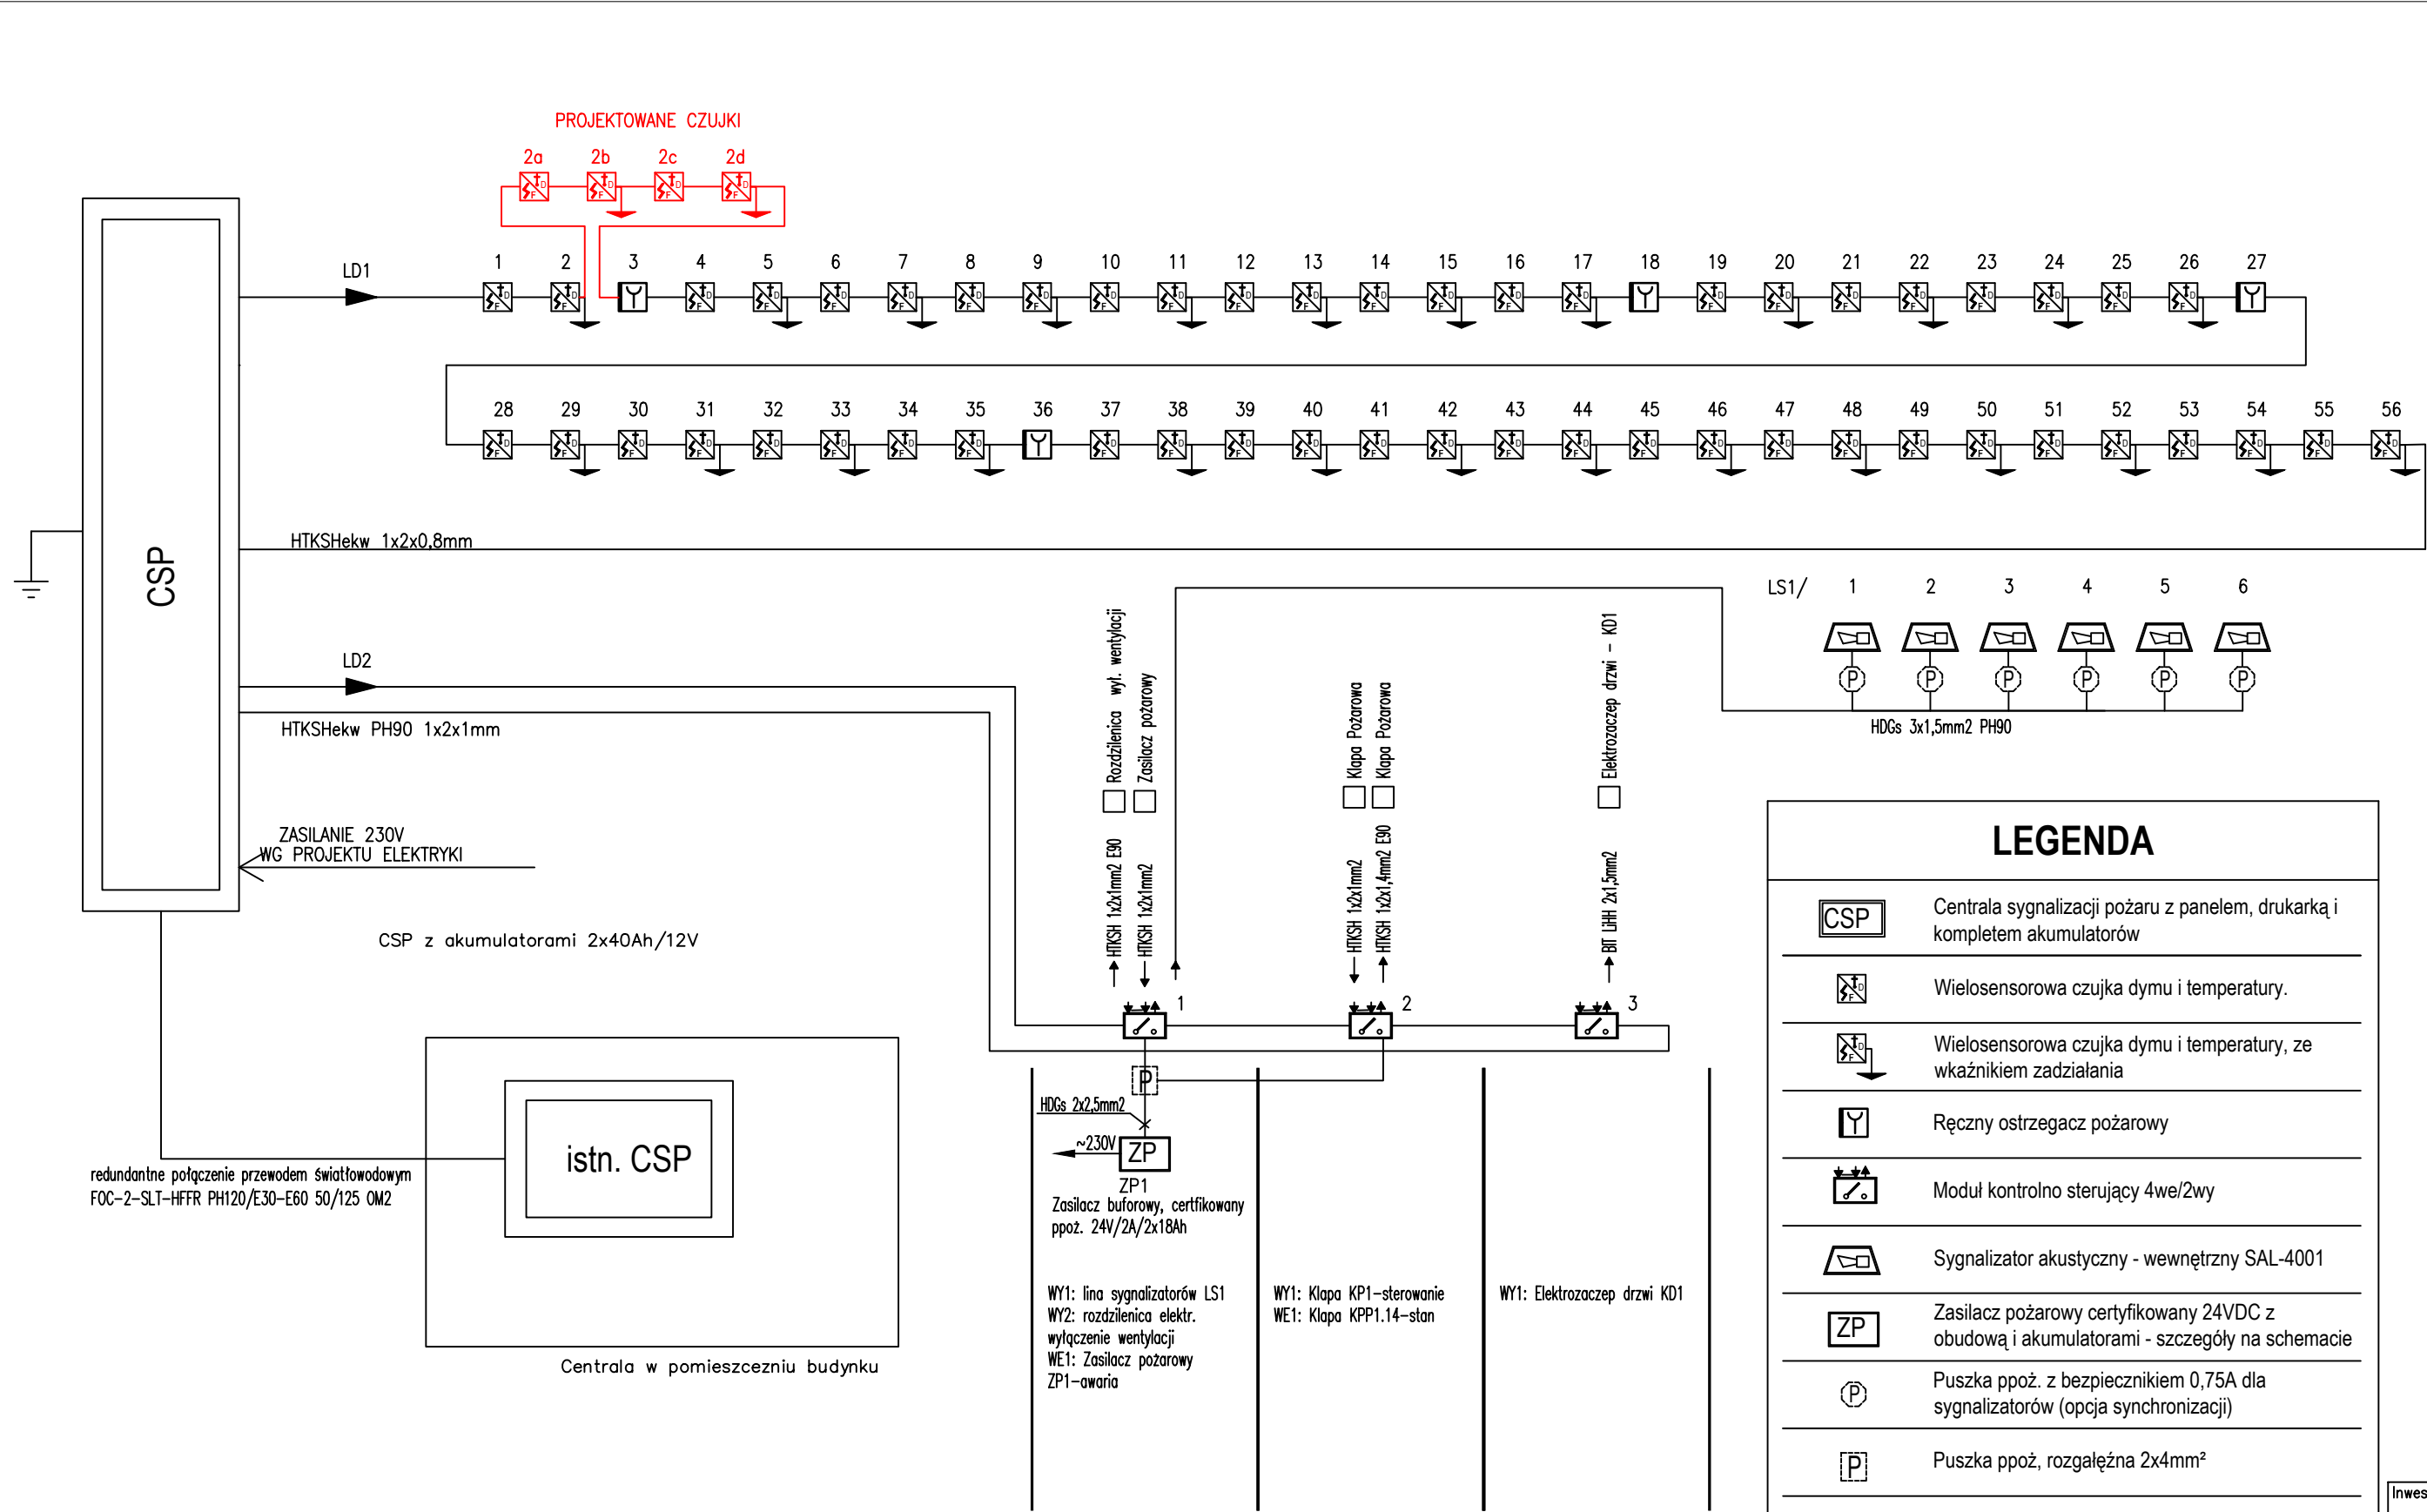 PROJEKTOWANE CZUJKI
2a 2b 2c 2d
LD1
1 2 3 4 5 6 7 8 9 10 11 12 13 14 15 16 17 18 19 20 21 22 23 24 25 26 27
28 29 30 31 32 33 34 35 36 37 38 39 40 41 42 43 44 45 46 47 48 49 50 51 52 53 54 55 56
CSP
HTKSHekw 1x2x0,8mm
LD2
HTKSHekw PH90 1x2x1mm
ZASILANIE 230V
WG PROJEKTU ELEKTRYKI
CSP z akumulatorami 2x40Ah/12V
LS1/ 1 2 3 4 5 6
P P P P P P
HDGs 3x1,5mm2 PH90
HTKSH 1x2x1mm2 E90 Rozdzilenica wył. wentylacji
HTKSH 1x2x1mm2 Zasilacz pożarowy
HTKSH 1x2x1mm2 Klapa Pożarowa
HTKSH 1x2x1,4mm2 E90 Klapa Pożarowa
BIT LiHH 2x1,5mm2 Elektrozaczep drzwi - KD1
1 2 3
P
HDGs 2x2,5mm2
~230V
ZP
ZP1
Zasilacz buforowy, certfikowany
ppoż. 24V/2A/2x18Ah
WY1: lina sygnalizatorów LS1
WY2: rozdzilenica elektr.
wyłączenie wentylacji
WE1: Zasilacz pożarowy
ZP1-awaria
WY1: Klapa KP1-sterowanie
WE1: Klapa KPP1.14-stan
WY1: Elektrozaczep drzwi KD1
istn. CSP
redundantne połączenie przewodem światłowodowym
FOC-2-SLT-HFFR PH120/E30-E60 50/125 OM2
Centrala w pomieszcezniu budynku
LEGENDA
CSP
Centrala sygnalizacji pożaru z panelem, drukarką i
kompletem akumulatorów
Wielosensorowa czujka dymu i temperatury.
Wielosensorowa czujka dymu i temperatury, ze
wkaźnikiem zadziałania
Ręczny ostrzegacz pożarowy
Moduł kontrolno sterujący 4we/2wy
Sygnalizator akustyczny - wewnętrzny SAL-4001
ZP
Zasilacz pożarowy certyfikowany 24VDC z
obudową i akumulatorami - szczegóły na schemacie
P
Puszka ppoż. z bezpiecznikiem 0,75A dla
sygnalizatorów (opcja synchronizacji)
P
Puszka ppoż, rozgałęźna 2x4mm²
Inwes